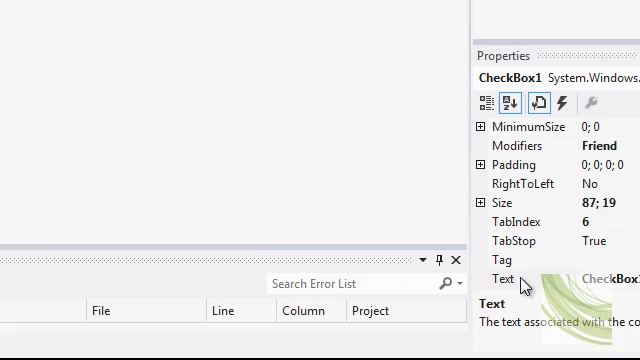 Properties
CheckBox1 System.Windows.
MinimumSize 0; 0
Modifiers Friend
Padding 0; 0; 0; 0
RightToLeft No
Size 87; 19
TabIndex 6
TabStop True
Tag
Text CheckBox1
Text
The text associated with the co
Search Error List
File Line Column Project